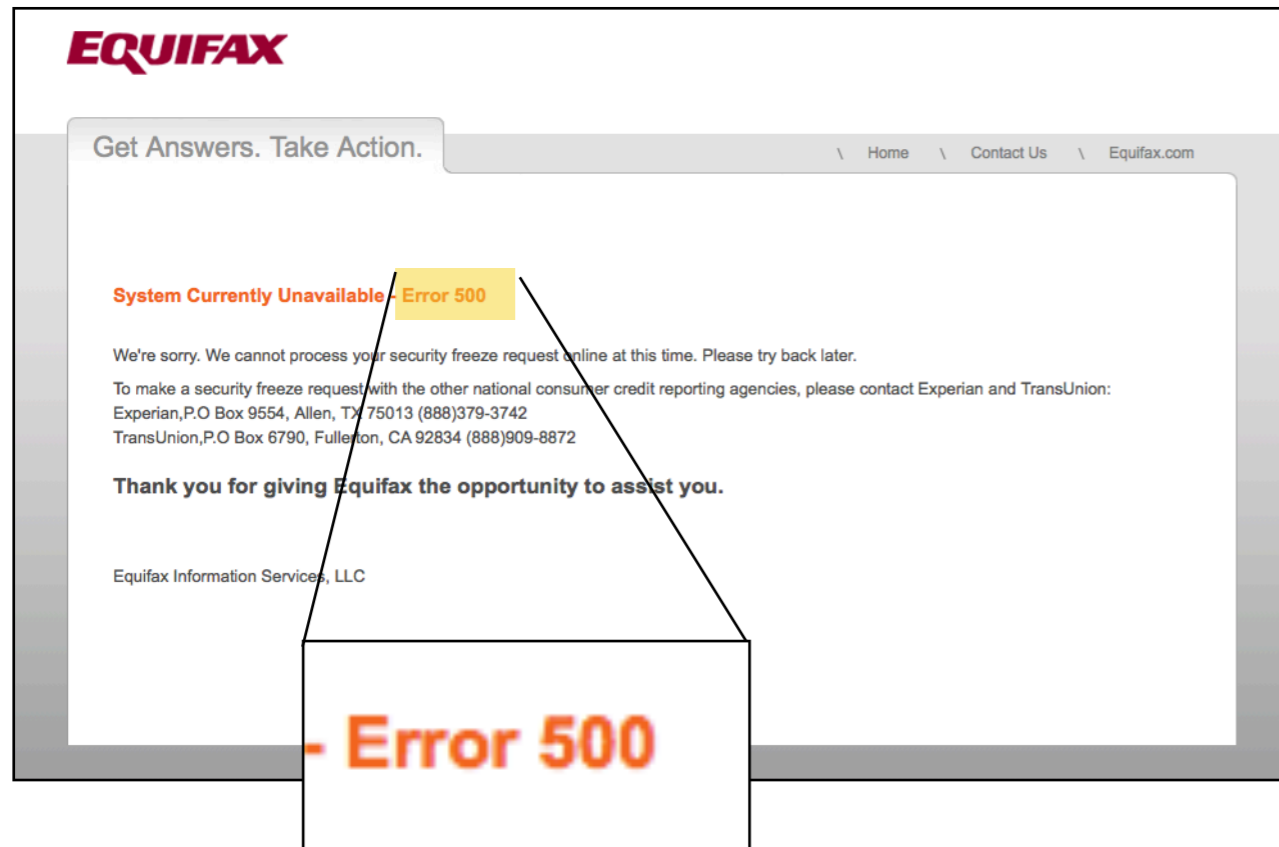 EQUIFAX
Get Answers. Take Action.
\ Home \ Contact Us \ Equifax.com
System Currently Unavailable - Error 500
We're sorry. We cannot process your security freeze request online at this time. Please try back later.
To make a security freeze request with the other national consumer credit reporting agencies, please contact Experian and TransUnion:
Experian,P.O Box 9554, Allen, TX 75013 (888)379-3742
TransUnion,P.O Box 6790, Fullerton, CA 92834 (888)909-8872
Thank you for giving Equifax the opportunity to assist you.
Equifax Information Services, LLC
- Error 500